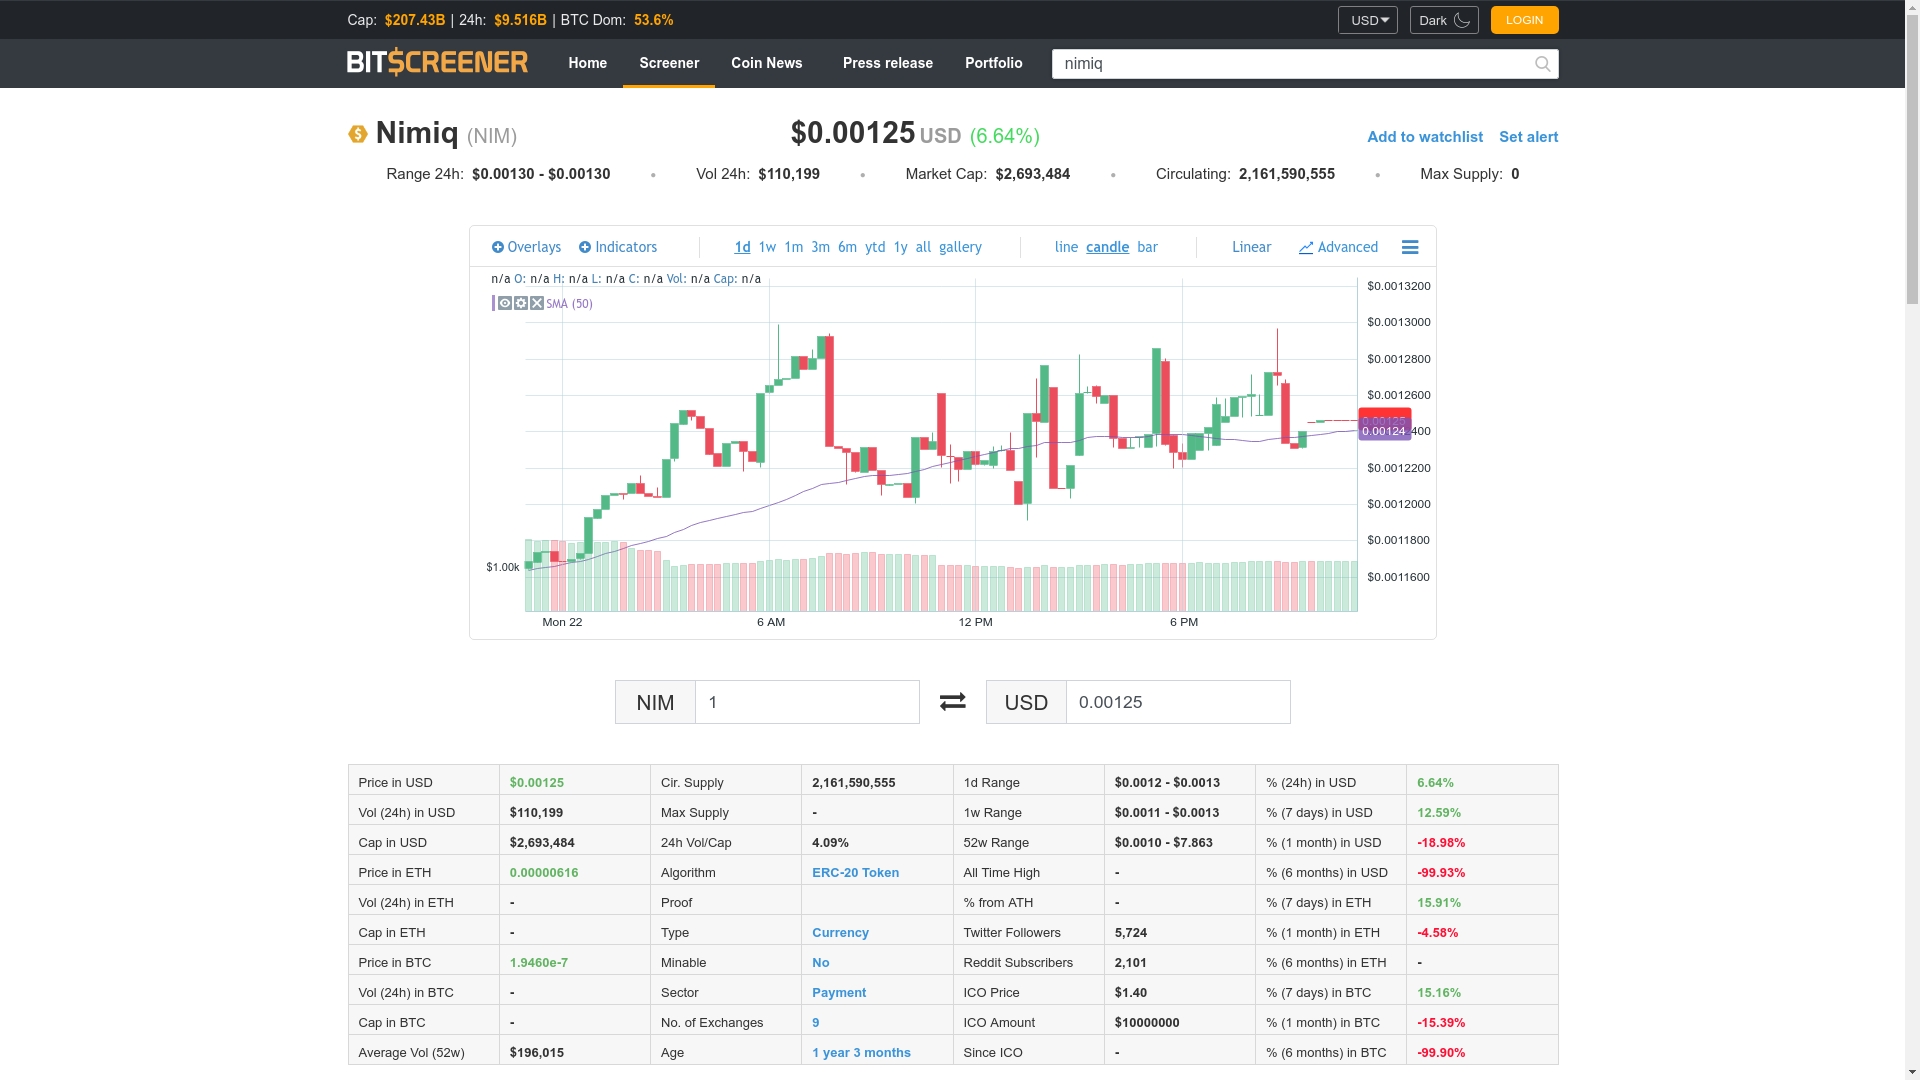 Cap: $207.43B | 24h: $9.516B | BTC Dom: 53.6%
USD Dark LOGIN
BIT$CREENER Home Screener Coin News Press release Portfolio nimiq
Nimiq (NIM) $0.00125 USD (6.64%) Add to watchlist Set alert
Range 24h: $0.00130 - $0.00130 • Vol 24h: $110,199 • Market Cap: $2,693,484 • Circulating: 2,161,590,555 • Max Supply: 0
Overlays Indicators 1d 1w 1m 3m 6m ytd 1y all gallery line candle bar Linear Advanced
n/a O: n/a H: n/a L: n/a C: n/a Vol: n/a Cap: n/a
SMA (50)
$0.0013200
$0.0013000
$0.0012800
$0.0012600
0.00125
0.00124 400
$0.0012200
$0.0012000
$0.0011800
$1.00k
$0.0011600
Mon 22 6 AM 12 PM 6 PM
NIM 1 USD 0.00125
Price in USD $0.00125 Cir. Supply 2,161,590,555 1d Range $0.0012 - $0.0013 % (24h) in USD 6.64%
Vol (24h) in USD $110,199 Max Supply - 1w Range $0.0011 - $0.0013 % (7 days) in USD 12.59%
Cap in USD $2,693,484 24h Vol/Cap 4.09% 52w Range $0.0010 - $7.863 % (1 month) in USD -18.98%
Price in ETH 0.00000616 Algorithm ERC-20 Token All Time High - % (6 months) in USD -99.93%
Vol (24h) in ETH - Proof % from ATH - % (7 days) in ETH 15.91%
Cap in ETH - Type Currency Twitter Followers 5,724 % (1 month) in ETH -4.58%
Price in BTC 1.9460e-7 Minable No Reddit Subscribers 2,101 % (6 months) in ETH -
Vol (24h) in BTC - Sector Payment ICO Price $1.40 % (7 days) in BTC 15.16%
Cap in BTC - No. of Exchanges 9 ICO Amount $10000000 % (1 month) in BTC -15.39%
Average Vol (52w) $196,015 Age 1 year 3 months Since ICO - % (6 months) in BTC -99.90%